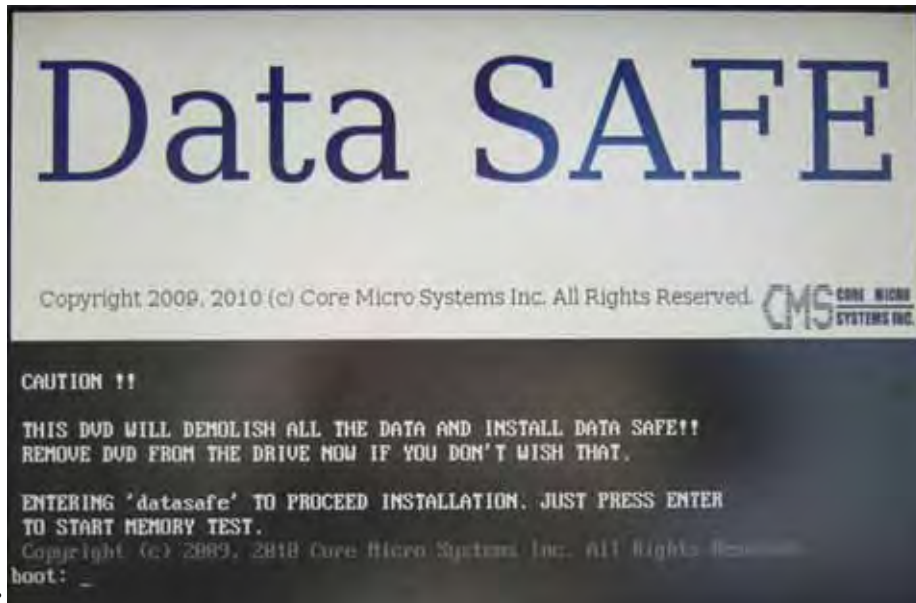 Data SAFE
Copyright 2009, 2010 (c) Core Micro Systems Inc. All Rights Reserved.
CMS CORE MICRO
SYSTEMS INC.
CAUTION !!
THIS DVD WILL DEMOLISH ALL THE DATA AND INSTALL DATA SAFE!!
REMOVE DVD FROM THE DRIVE NOW IF YOU DON'T WISH THAT.
ENTERING 'datasafe' TO PROCEED INSTALLATION. JUST PRESS ENTER
TO START MEMORY TEST.
Copyright (c) 2009, 2010 Core Micro Systems Inc. All Rights Reserved.
boot: _